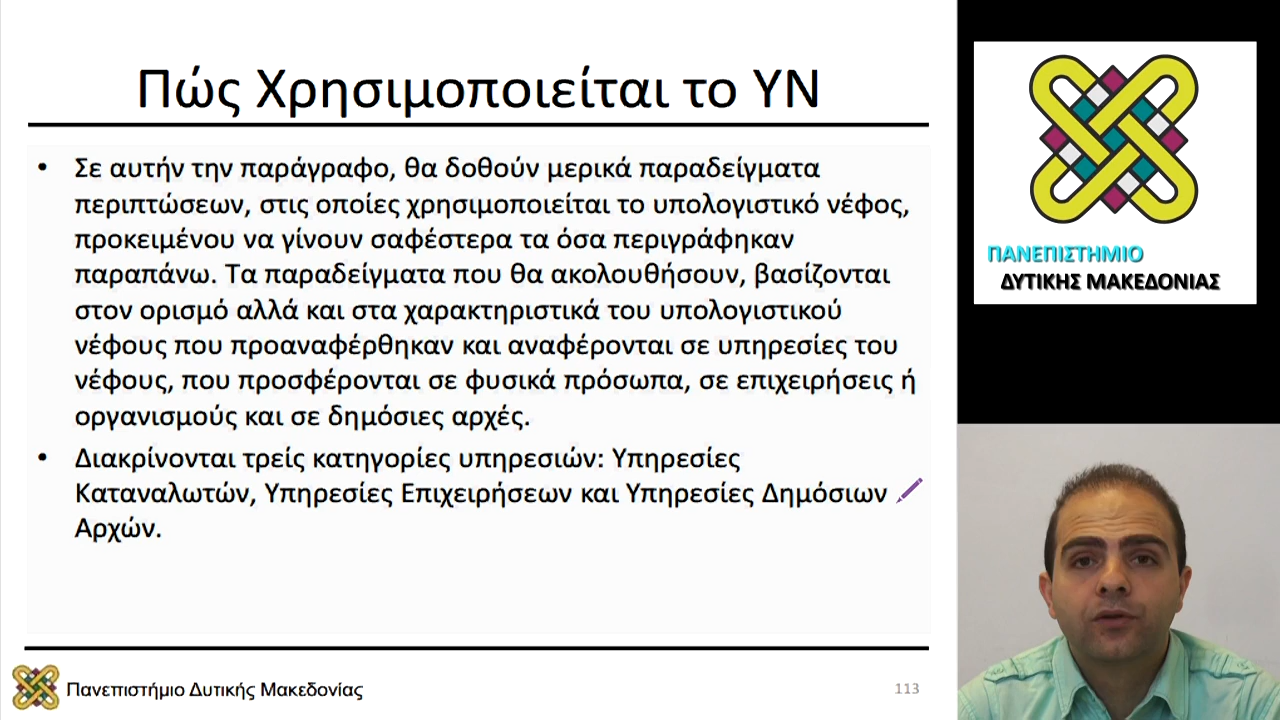 Πώς Χρησιμοποιείται το ΥΝ
• Σε αυτήν την παράγραφο, θα δοθούν μερικά παραδείγματα
περιπτώσεων, στις οποίες χρησιμοποιείται το υπολογιστικό νέφος,
προκειμένου να γίνουν σαφέστερα τα όσα περιγράφηκαν
παραπάνω. Τα παραδείγματα που θα ακολουθήσουν, βασίζονται
στον ορισμό αλλά και στα χαρακτηριστικά του υπολογιστικού
νέφους που προαναφέρθηκαν και αναφέρονται σε υπηρεσίες του
νέφους, που προσφέρονται σε φυσικά πρόσωπα, σε επιχειρήσεις ή
οργανισμούς και σε δημόσιες αρχές.
• Διακρίνονται τρείς κατηγορίες υπηρεσιών: Υπηρεσίες
Καταναλωτών, Υπηρεσίες Επιχειρήσεων και Υπηρεσίες Δημόσιων
Αρχών.
Πανεπιστήμιο Δυτικής Μακεδονίας
113
ΠΑΝΕΠΙΣΤΗΜΙΟ
ΔΥΤΙΚΗΣ ΜΑΚΕΔΟΝΙΑΣ